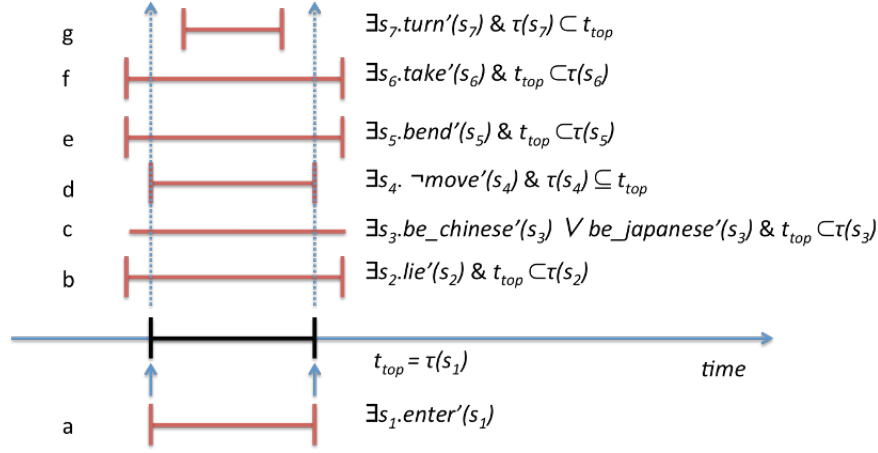 g ∃s₇.turn’(s₇) & τ(s₇) ⊂ t_top
f ∃s₆.take’(s₆) & t_top ⊂τ(s₆)
e ∃s₅.bend’(s₅) & t_top ⊂τ(s₅)
d ∃s₄. ¬move’(s₄) & τ(s₄) ⊆ t_top
c ∃s₃.be_chinese’(s₃) ∨ be_japanese’(s₃) & t_top ⊂τ(s₃)
b ∃s₂.lie’(s₂) & t_top ⊂τ(s₂)
t_top = τ(s₁) time
a ∃s₁.enter’(s₁)